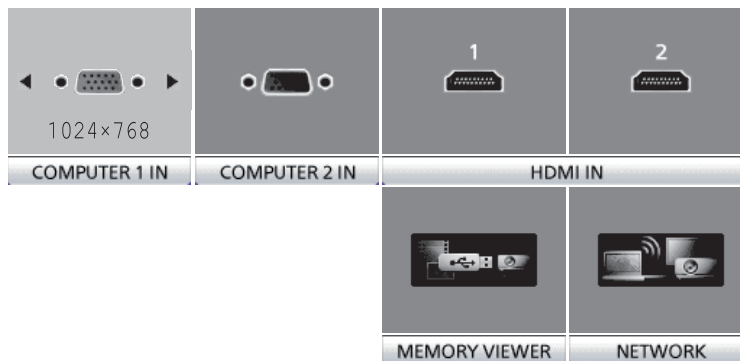 1 2
1024×768
COMPUTER 1 IN COMPUTER 2 IN HDMI IN
MEMORY VIEWER NETWORK